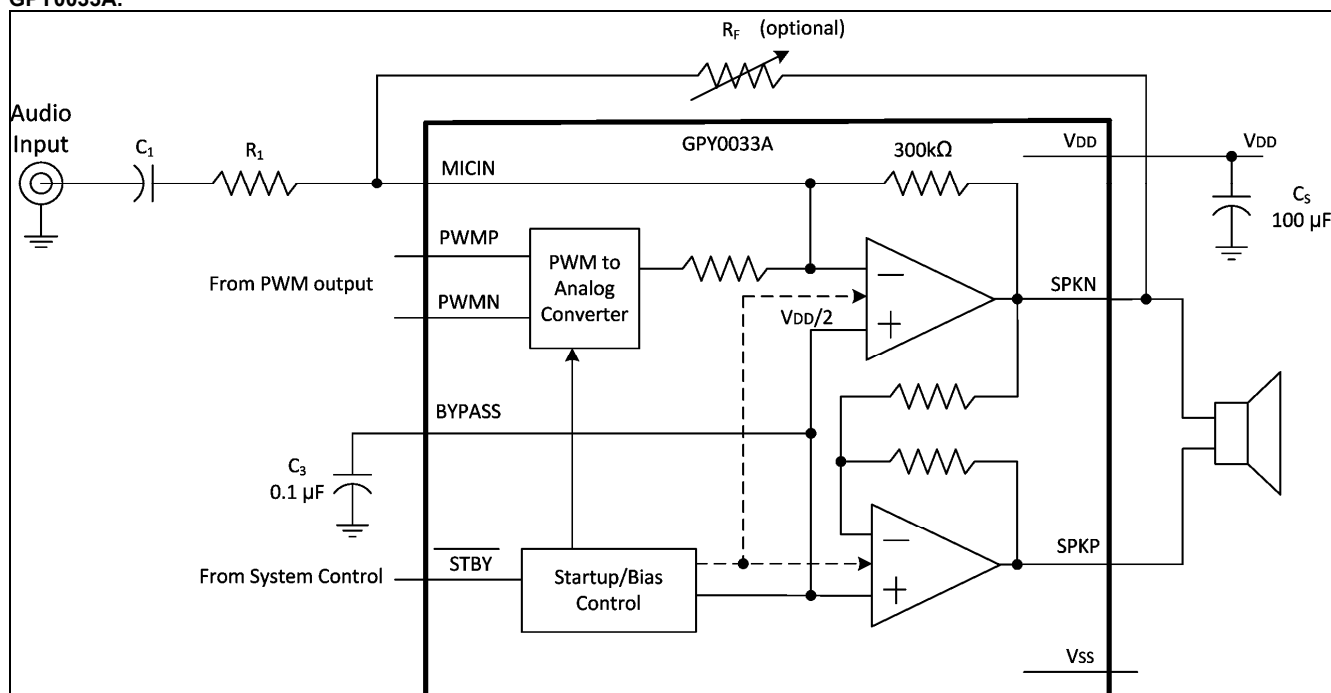 GPY0033A.
RF (optional)
Audio
Input
C1
R1
MICIN
GPY0033A
300kΩ
VDD
VDD
CS
100 µF
PWMP
PWMN
From PWM output
PWM to
Analog
Converter
VDD/2
SPKN
BYPASS
C3
0.1 µF
STBY
From System Control
Startup/Bias
Control
SPKP
VSS